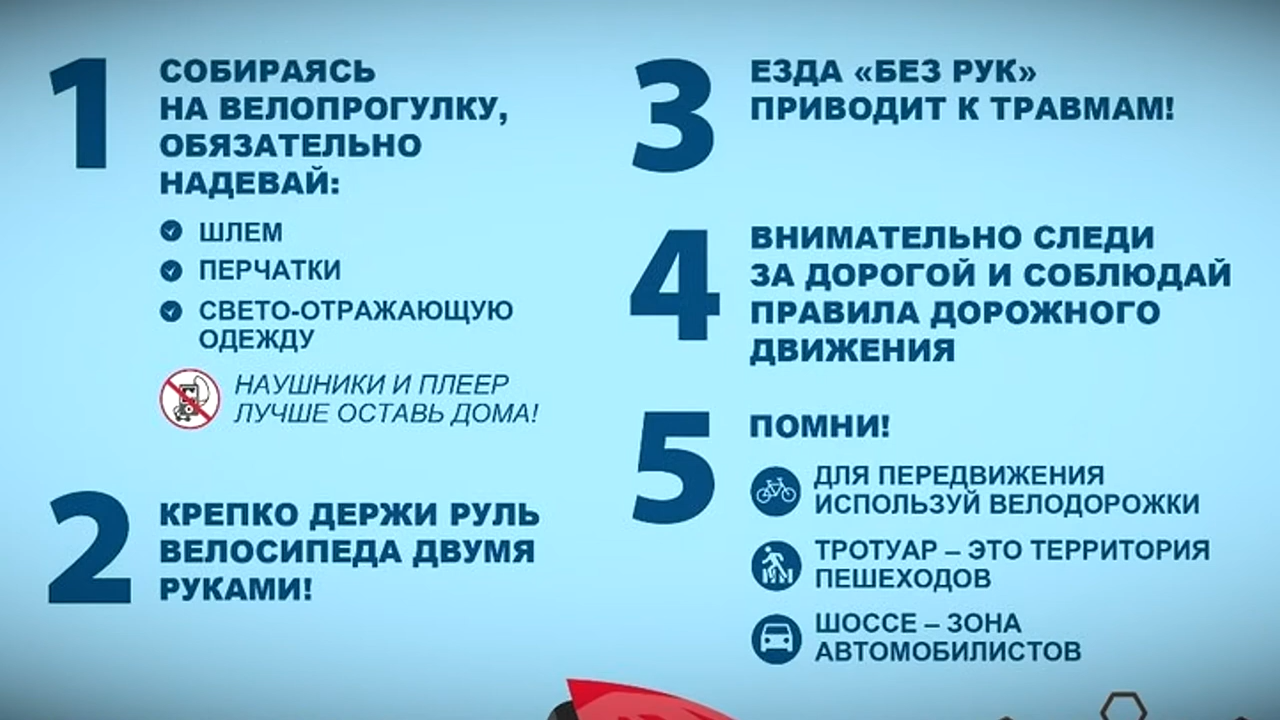 1
СОБИРАЯСЬ
НА ВЕЛОПРОГУЛКУ,
ОБЯЗАТЕЛЬНО
НАДЕВАЙ:
ШЛЕМ
ПЕРЧАТКИ
СВЕТО-ОТРАЖАЮЩУЮ
ОДЕЖДУ
НАУШНИКИ И ПЛЕЕР
ЛУЧШЕ ОСТАВЬ ДОМА!
2
КРЕПКО ДЕРЖИ РУЛЬ
ВЕЛОСИПЕДА ДВУМЯ
РУКАМИ!
3
ЕЗДА «БЕЗ РУК»
ПРИВОДИТ К ТРАВМАМ!
4
ВНИМАТЕЛЬНО СЛЕДИ
ЗА ДОРОГОЙ И СОБЛЮДАЙ
ПРАВИЛА ДОРОЖНОГО
ДВИЖЕНИЯ
5
ПОМНИ!
ДЛЯ ПЕРЕДВИЖЕНИЯ
ИСПОЛЬЗУЙ ВЕЛОДОРОЖКИ
ТРОТУАР – ЭТО ТЕРРИТОРИЯ
ПЕШЕХОДОВ
ШОССЕ – ЗОНА
АВТОМОБИЛИСТОВ